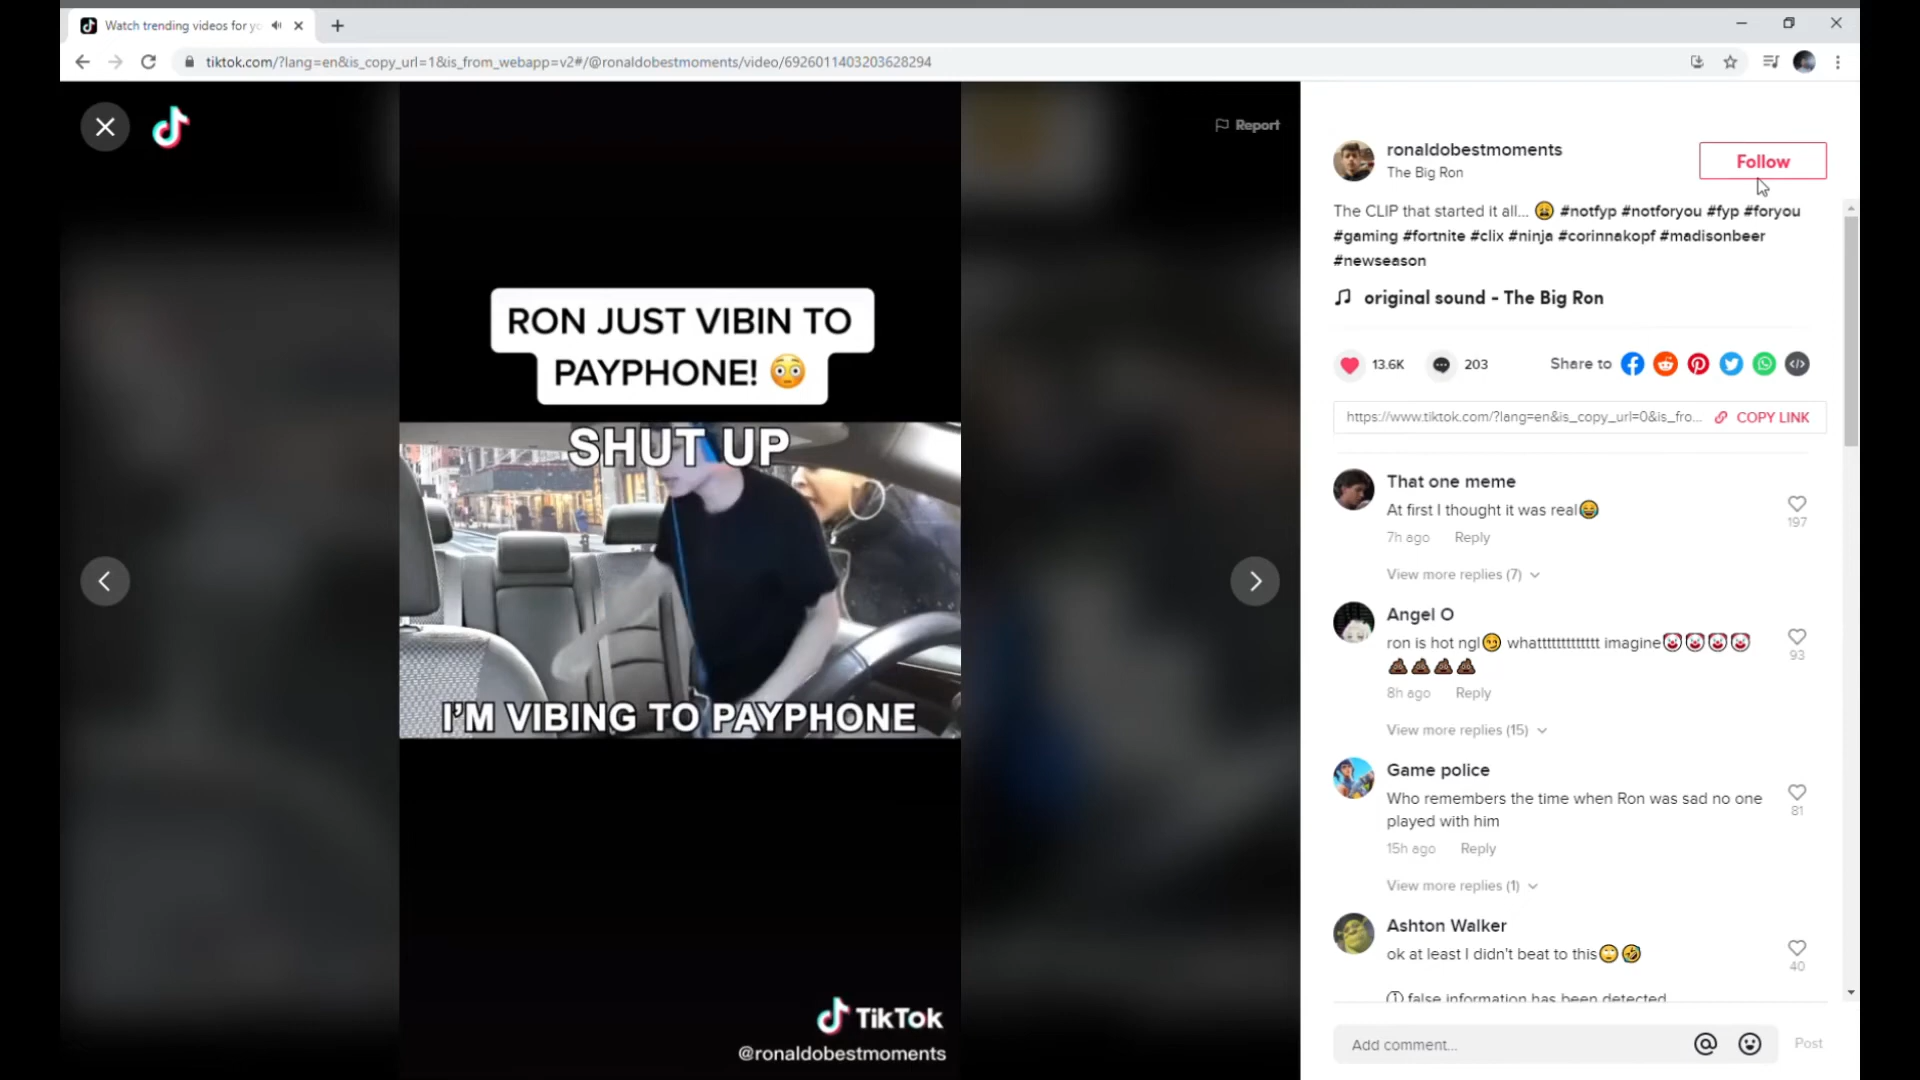 Watch trending videos for yo
tiktok.com/?lang=en&is_copy_url=1&is_from_webapp=v2#/@ronaldobestmoments/video/6926011403203628294
Report
RON JUST VIBIN TO
PAYPHONE! 😳
SHUT UP
I'M VIBING TO PAYPHONE
TikTok
@ronaldobestmoments
ronaldobestmoments
The Big Ron
Follow
The CLIP that started it all... 😩 #notfyp #notforyou #fyp #foryou
#gaming #fortnite #clix #ninja #corinnakopf #madisonbeer
#newseason
original sound - The Big Ron
13.6K
203
Share to
https://www.tiktok.com/?lang=en&is_copy_url=0&is_fro...
COPY LINK
That one meme
At first I thought it was real😂
197
7h ago Reply
View more replies (7)
Angel O
ron is hot ngl😏 whatttttttttttttt imagine🤡🤡🤡🤡
💩💩💩💩
93
8h ago Reply
View more replies (15)
Game police
Who remembers the time when Ron was sad no one
played with him
81
15h ago Reply
View more replies (1)
Ashton Walker
ok at least I didn't beat to this🙄🤣
40
false information has been detected
Add comment...
Post